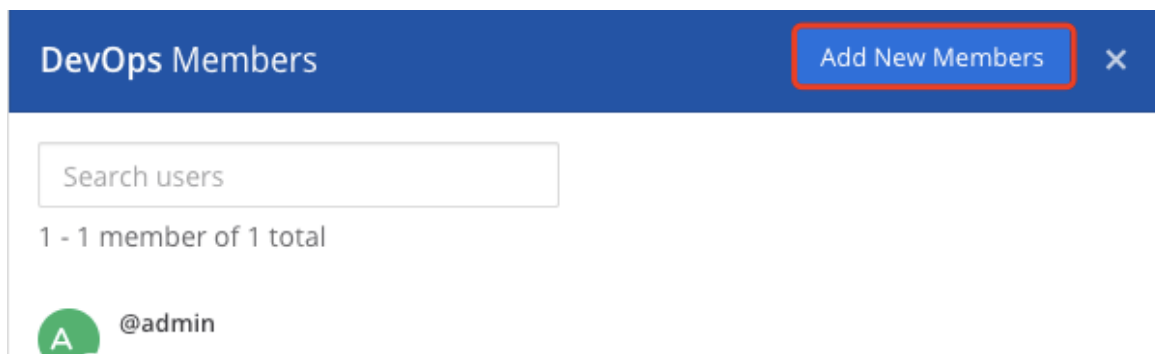 DevOps Members
Add New Members ×
Search users
1 - 1 member of 1 total
A
@admin